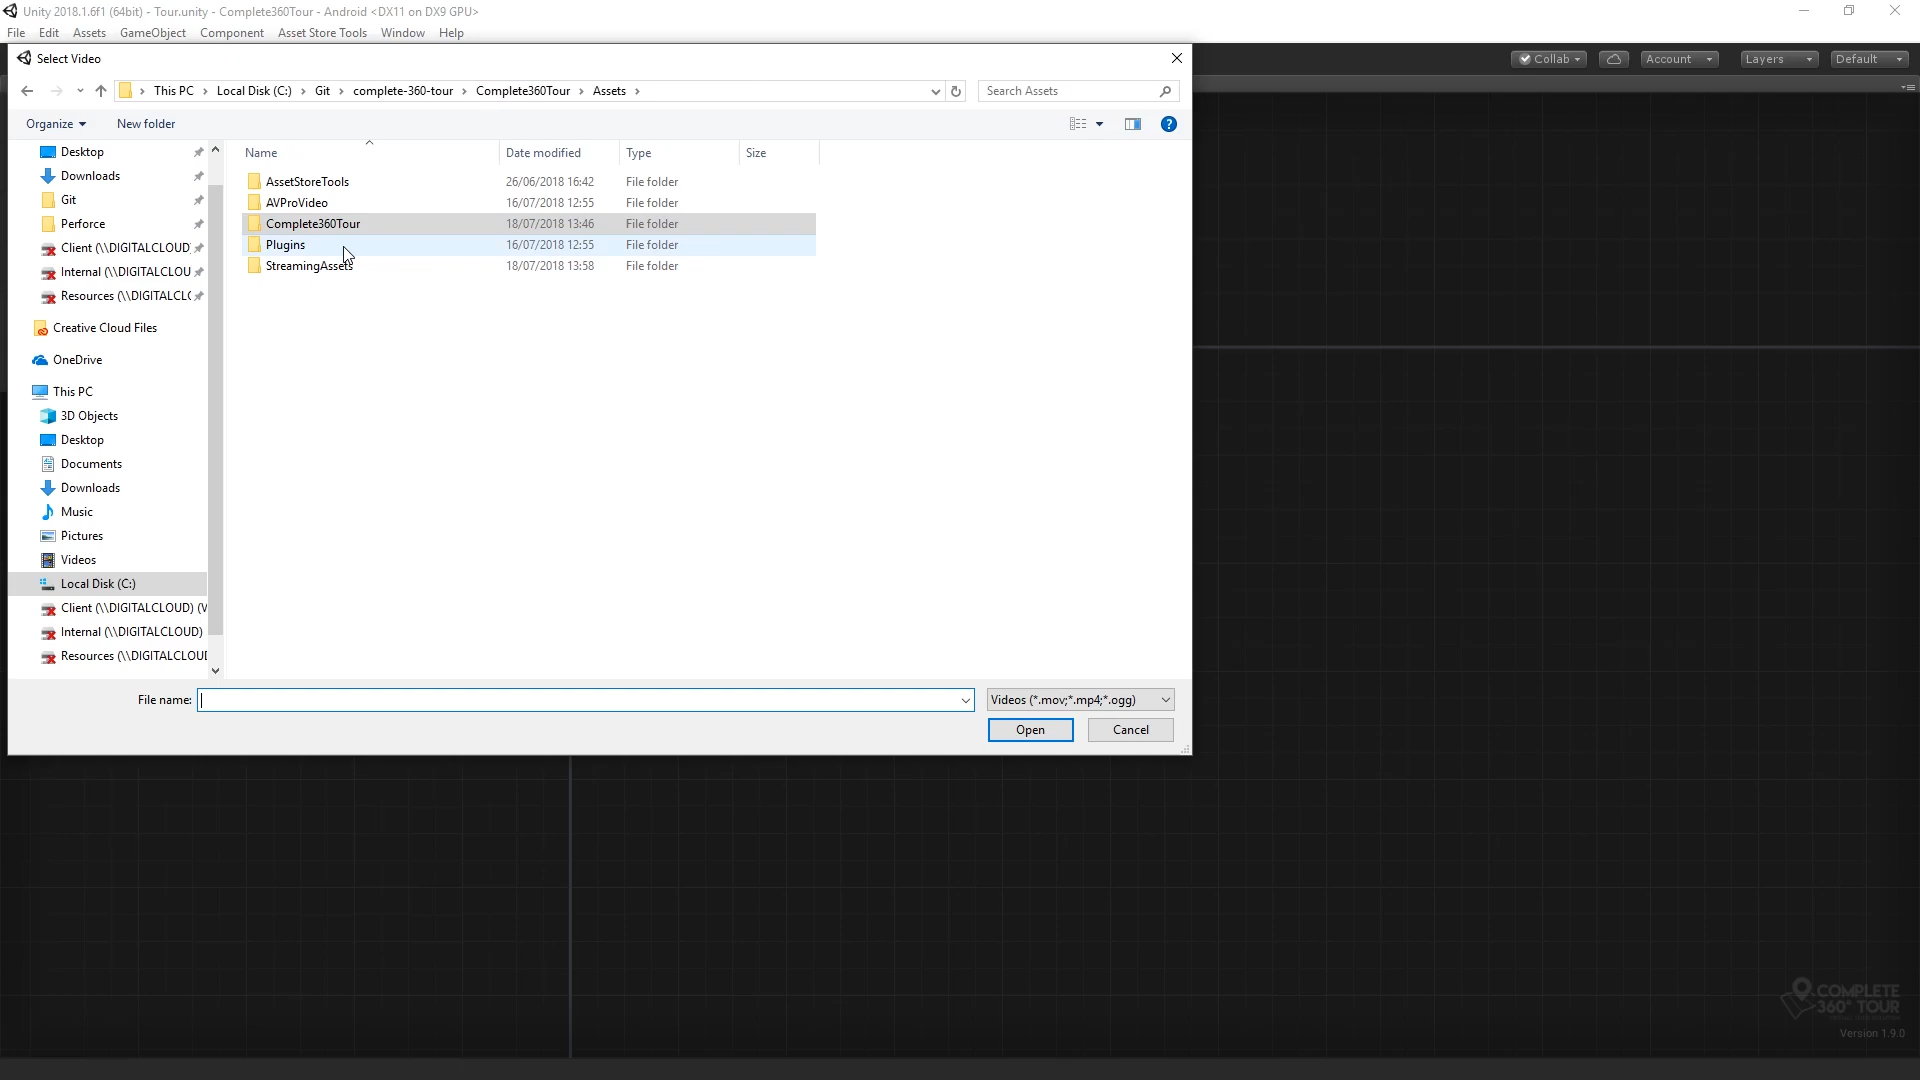 Unity 2018.1.6f1 (64bit) - Tour.unity - Complete360Tour - Android <DX11 on DX9 GPU>
File Edit Assets GameObject Component Asset Store Tools Window Help
Select Video
Collab Account Layers Default
This PC Local Disk (C:) Git complete-360-tour Complete360Tour Assets
Search Assets
Organize New folder
Name Date modified Type Size
AssetStoreTools 26/06/2018 16:42 File folder
AVProVideo 16/07/2018 12:55 File folder
Complete360Tour 18/07/2018 13:46 File folder
Plugins 16/07/2018 12:55 File folder
StreamingAssets 18/07/2018 13:58 File folder
Desktop
Downloads
Git
Perforce
Client (\\DIGITALCLOUD)
Internal (\\DIGITALCLOU
Resources (\\DIGITALCLO
Creative Cloud Files
OneDrive
This PC
3D Objects
Desktop
Documents
Downloads
Music
Pictures
Videos
Local Disk (C:)
Client (\\DIGITALCLOUD) (V
Internal (\\DIGITALCLOUD)
Resources (\\DIGITALCLOUD
File name:
Videos (*.mov;*.mp4;*.ogg)
Open Cancel
COMPLETE
360° TOUR
Version 1.9.0